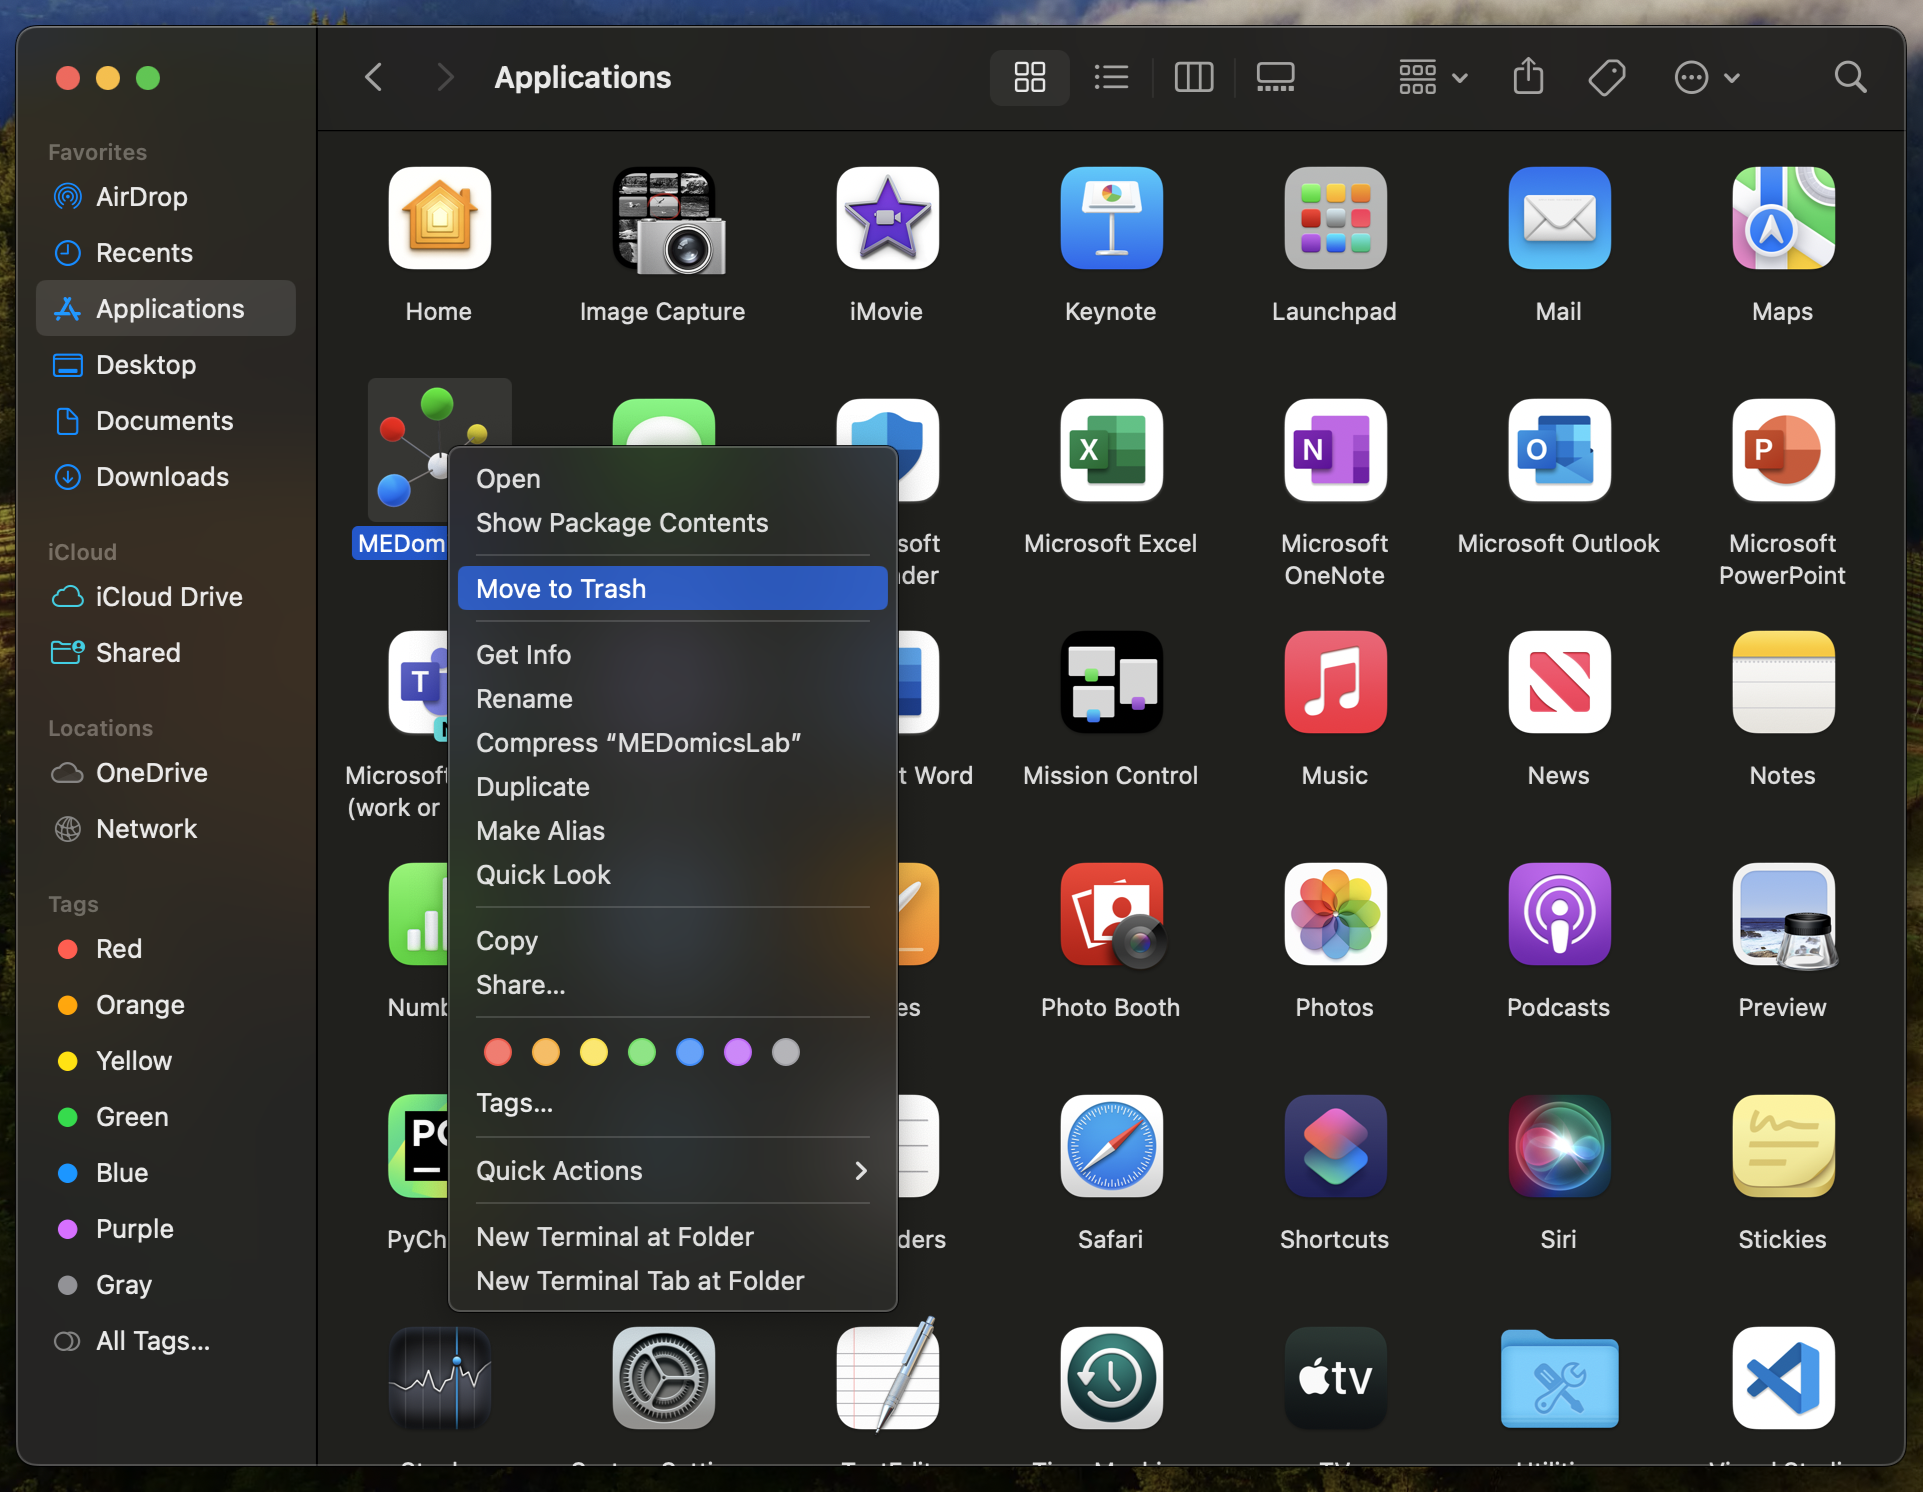 Applications
Favorites
AirDrop
Recents
Applications
Desktop
Documents
Downloads
iCloud
iCloud Drive
Shared
Locations
OneDrive
Network
Tags
Red
Orange
Yellow
Green
Blue
Purple
Gray
All Tags...
Home
Image Capture
iMovie
Keynote
Launchpad
Mail
Maps
MEDom
soft
der
X
Microsoft Excel
N
Microsoft
OneNote
O
Microsoft Outlook
P
Microsoft
PowerPoint
Open
Show Package Contents
Move to Trash
Get Info
Rename
Compress “MEDomicsLab”
Duplicate
Make Alias
Quick Look
Copy
Share...
Tags...
Quick Actions
New Terminal at Folder
New Terminal Tab at Folder
T
Microsoft
(work or
t Word
Mission Control
Music
News
Notes
Numb
es
Photo Booth
Photos
Podcasts
Preview
PC
PyCh
ders
Safari
Shortcuts
Siri
Stickies
tv